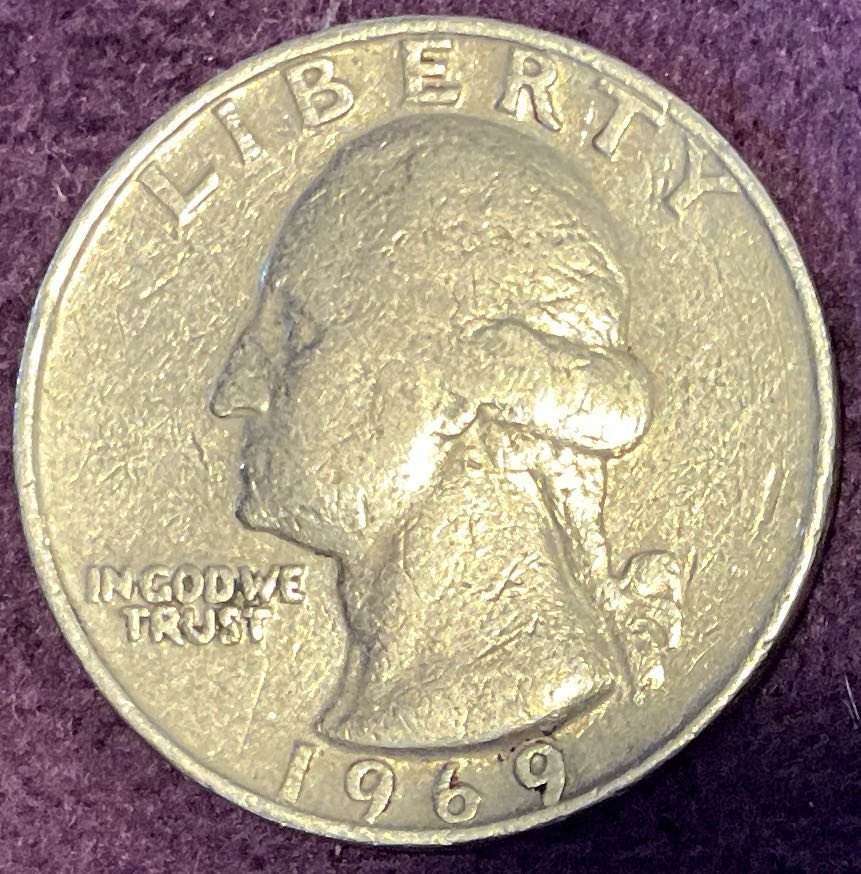 LIBERTY
IN GOD WE
TRUST
1969